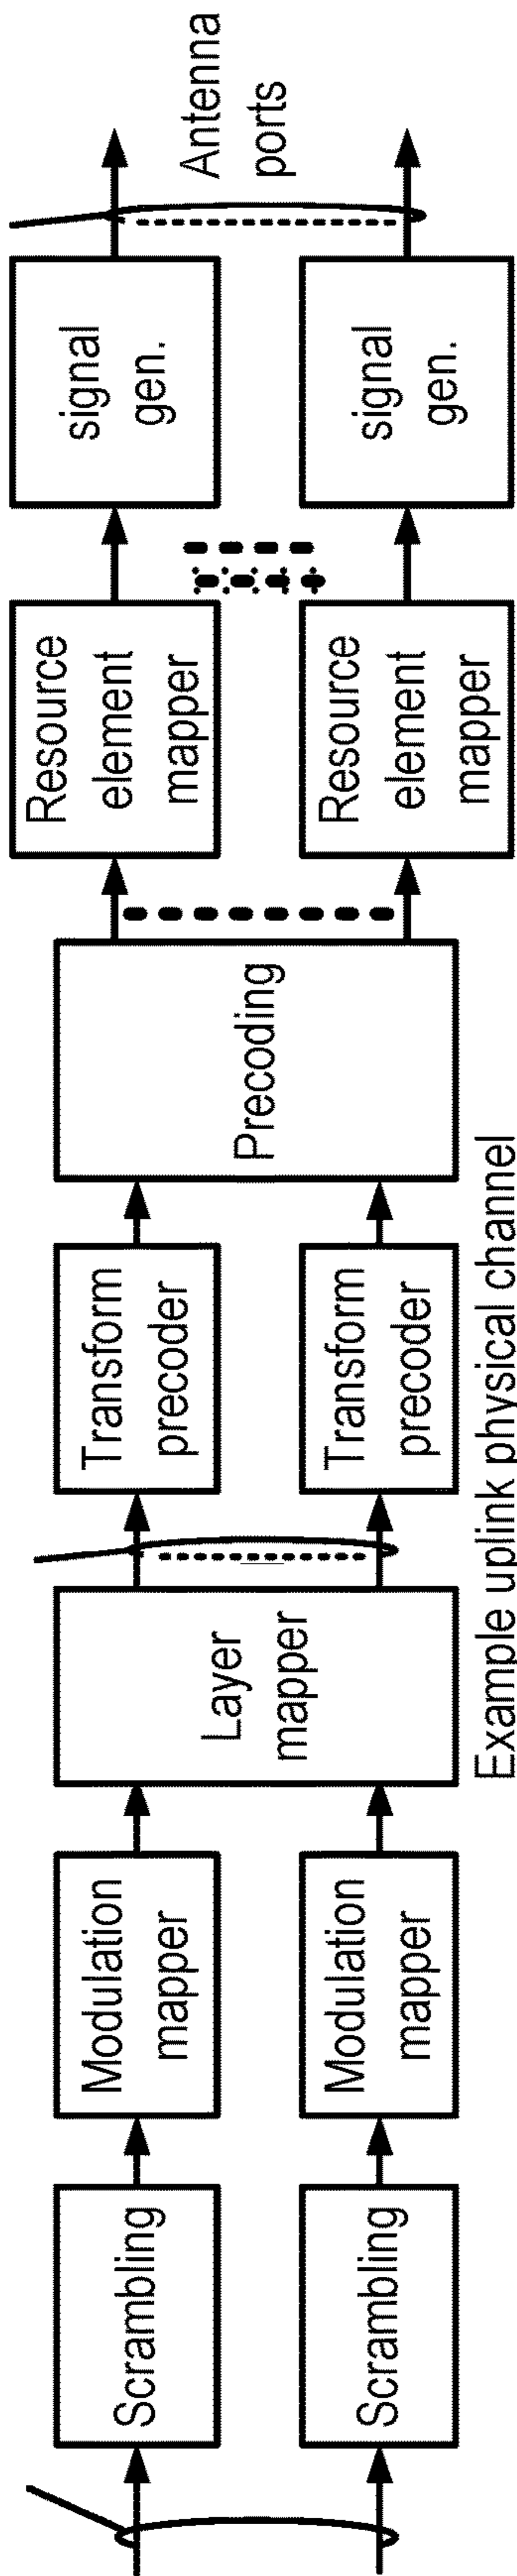 Scrambling
Scrambling
Modulation
mapper
Modulation
mapper
Layer
mapper
Transform
precoder
Transform
precoder
Precoding
Resource
element
mapper
Resource
element
mapper
signal
gen.
signal
gen.
Antenna
ports
Example uplink physical channel